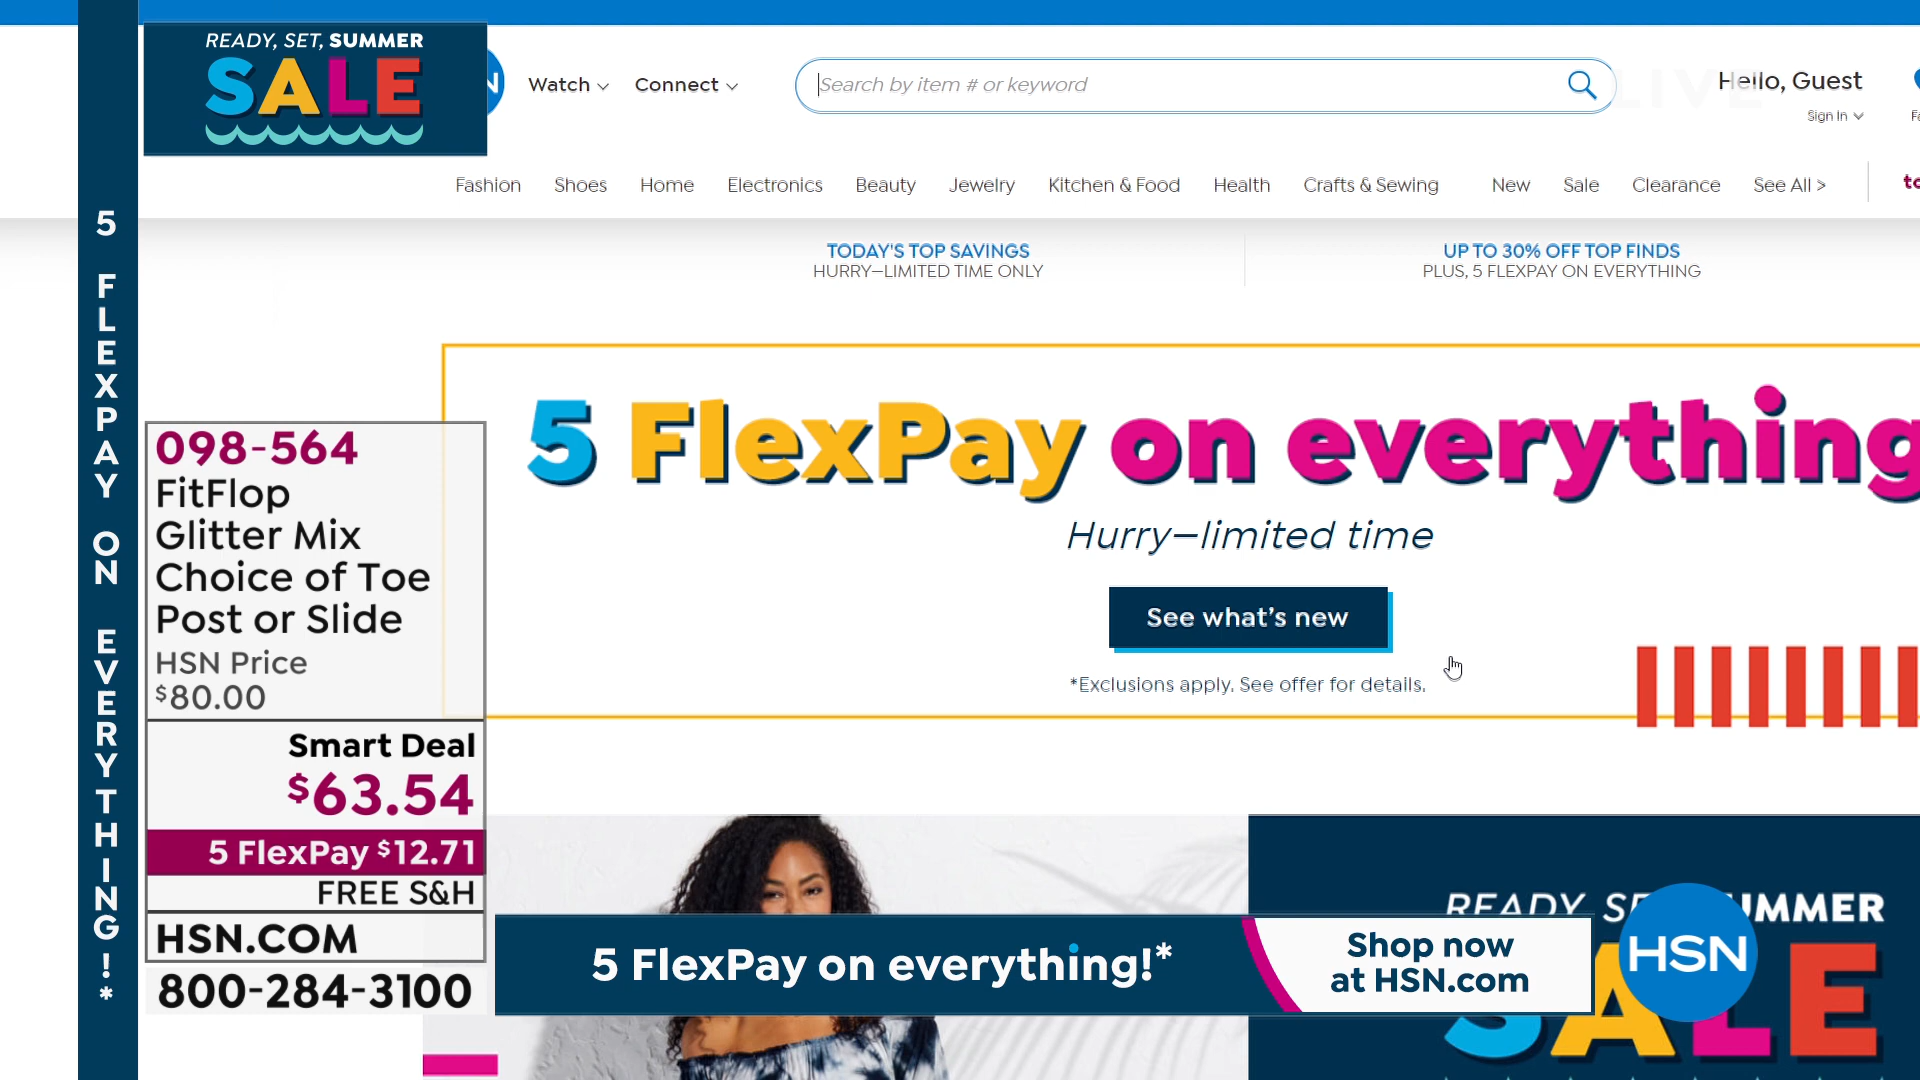 5 FLEXPAY ON EVERYTHING!*
READY, SET, SUMMER
SALE
Watch
Connect
Search by item # or keyword
LIVE
Hello, Guest
Sign In
Fashion
Shoes
Home
Electronics
Beauty
Jewelry
Kitchen & Food
Health
Crafts & Sewing
New
Sale
Clearance
See All >
TODAY'S TOP SAVINGS
HURRY—LIMITED TIME ONLY
UP TO 30% OFF TOP FINDS
PLUS, 5 FLEXPAY ON EVERYTHING
5 FlexPay on everything
Hurry—limited time
See what's new
*Exclusions apply. See offer for details.
098-564
FitFlop
Glitter Mix
Choice of Toe
Post or Slide
HSN Price
$80.00
Smart Deal
$63.54
5 FlexPay $12.71
FREE S&H
HSN.COM
800-284-3100
5 FlexPay on everything!*
Shop now
at HSN.com
HSN
READY, SE UMMER
SALE